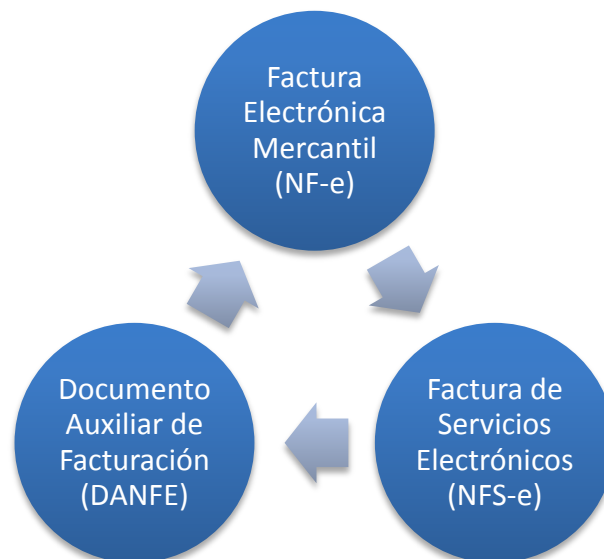 Factura
Electrónica
Mercantil
(NF-e)
Factura de
Servicios
Electrónicos
(NFS-e)
Documento
Auxiliar de
Facturación
(DANFE)